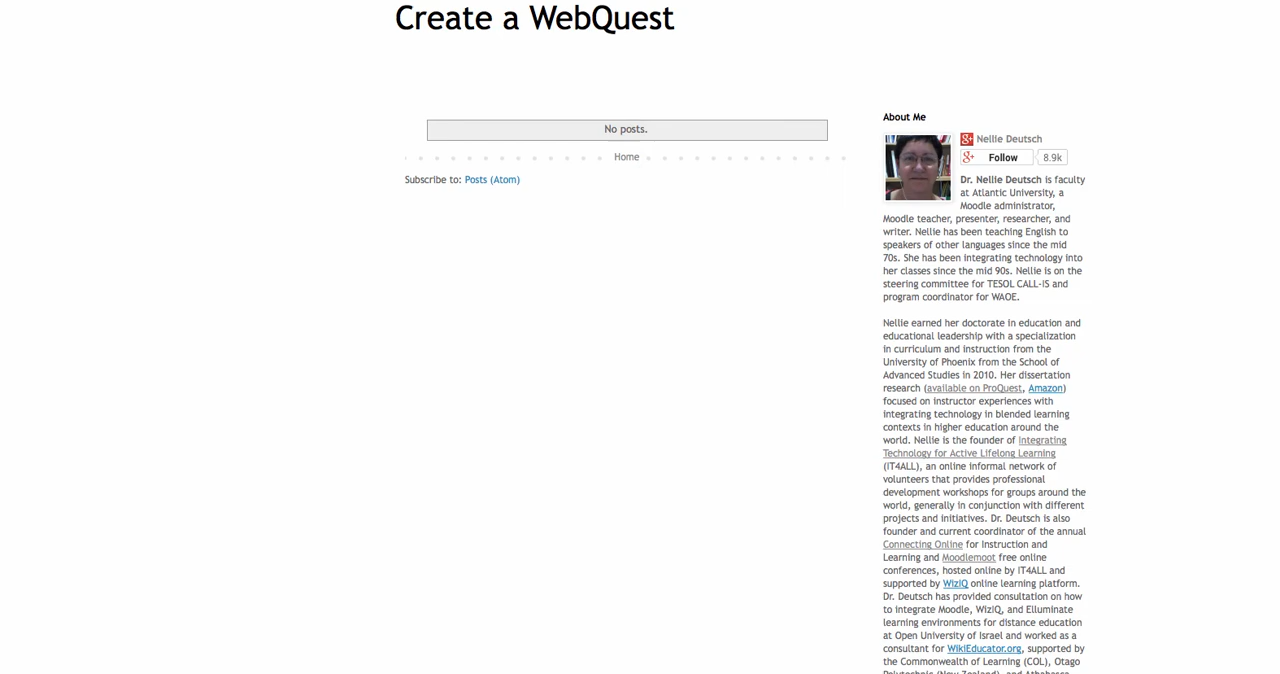 Create a WebQuest
No posts.
Home
Subscribe to: Posts (Atom)
About Me
Nellie Deutsch
Follow 8.9k
Dr. Nellie Deutsch is faculty
at Atlantic University, a
Moodle administrator,
Moodle teacher, presenter, researcher, and
writer. Nellie has been teaching English to
speakers of other languages since the mid
70s. She has been integrating technology into
her classes since the mid 90s. Nellie is on the
steering committee for TESOL CALL-IS and
program coordinator for WAOE.
Nellie earned her doctorate in education and
educational leadership with a specialization
in curriculum and instruction from the
University of Phoenix from the School of
Advanced Studies in 2010. Her dissertation
research (available on ProQuest, Amazon)
focused on instructor experiences with
integrating technology in blended learning
contexts in higher education around the
world. Nellie is the founder of Integrating
Technology for Active Lifelong Learning
(IT4ALL), an online informal network of
volunteers that provides professional
development workshops for groups around the
world, generally in conjunction with different
projects and initiatives. Dr. Deutsch is also
founder and current coordinator of the annual
Connecting Online for Instruction and
Learning and Moodlemoot free online
conferences, hosted online by IT4ALL and
supported by WizIQ online learning platform.
Dr. Deutsch has provided consultation on how
to integrate Moodle, WizIQ, and Elluminate
learning environments for distance education
at Open University of Israel and worked as a
consultant for WikiEducator.org, supported by
the Commonwealth of Learning (COL), Otago
Polytechnic (New Zealand), and Athabasca